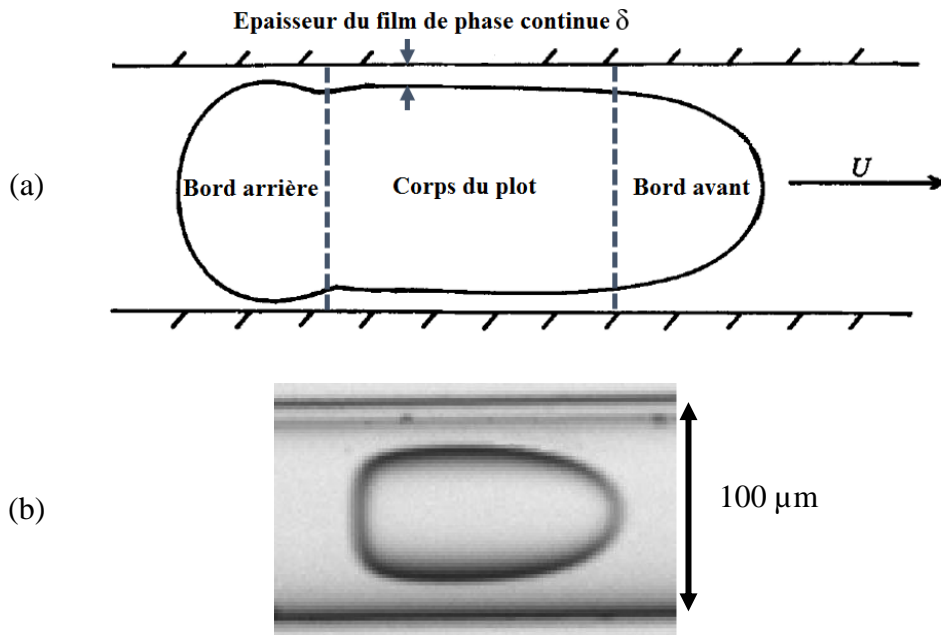 Epaisseur du film de phase continue δ
(a)
Bord arrière
Corps du plot
Bord avant
U
(b)
100 µm